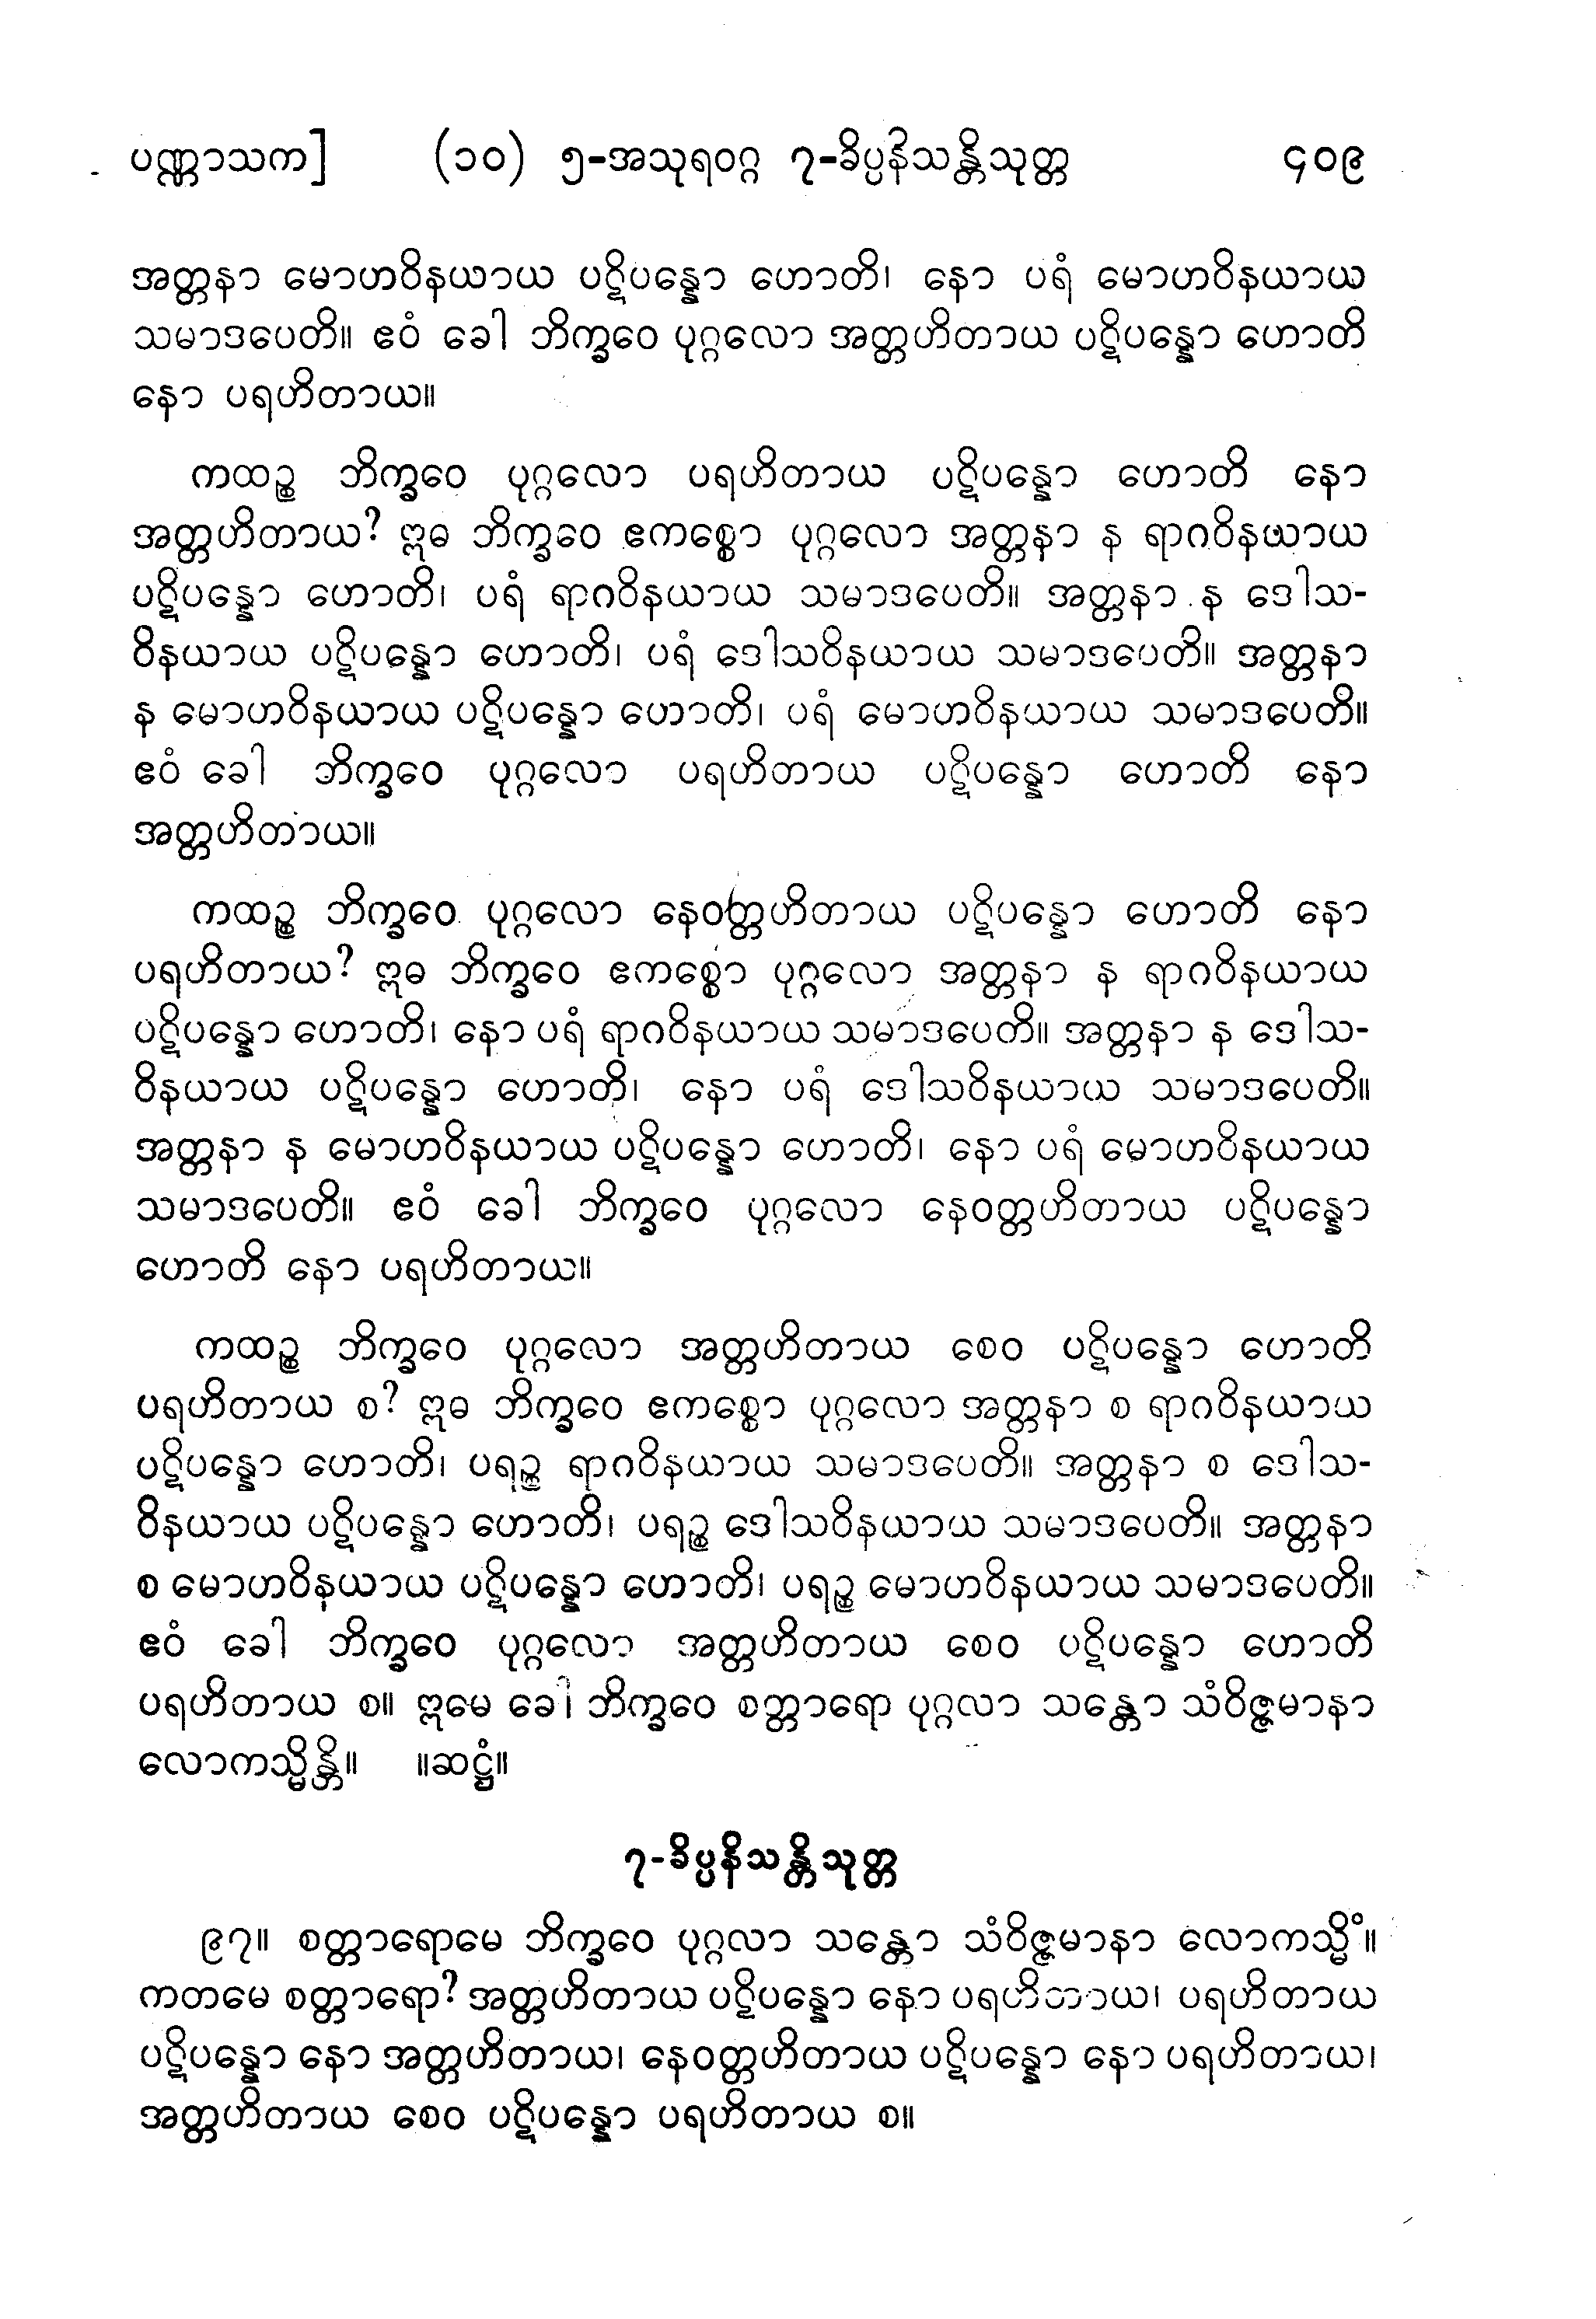 ပဏ္ဏာသက] (၁၀) ၅-အသုရဝဂ္ဂ ၇-ခိပ္ပနိသန္တိသုတ္တ ၄၀၉
အတ္တနာ မောဟဝိနယာယ ပဋိပန္နော ဟောတိ၊ နော ပရံ မောဟဝိနယာယ
သမာဒပေတိ။ ဧဝံ ခေါ ဘိက္ခဝေ ပုဂ္ဂလော အတ္တဟိတာယ ပဋိပန္နော ဟောတိ
နော ပရဟိတာယ။
ကထဉ္စ ဘိက္ခဝေ ပုဂ္ဂလော ပရဟိတာယ ပဋိပန္နော ဟောတိ နော
အတ္တဟိတာယ? ဣဓ ဘိက္ခဝေ ဧကစ္စော ပုဂ္ဂလော အတ္တနာ န ရာဂဝိနယာယ
ပဋိပန္နော ဟောတိ၊ ပရံ ရာဂဝိနယာယ သမာဒပေတိ။ အတ္တနာ န ဒေါသ-
ဝိနယာယ ပဋိပန္နော ဟောတိ၊ ပရံ ဒေါသဝိနယာယ သမာဒပေတိ။ အတ္တနာ
န မောဟဝိနယာယ ပဋိပန္နော ဟောတိ၊ ပရံ မောဟဝိနယာယ သမာဒပေတိ။
ဧဝံ ခေါ ဘိက္ခဝေ ပုဂ္ဂလော ပရဟိတာယ ပဋိပန္နော ဟောတိ နော
အတ္တဟိတာယ။
ကထဉ္စ ဘိက္ခဝေ ပုဂ္ဂလော နေဝတ္တဟိတာယ ပဋိပန္နော ဟောတိ နော
ပရဟိတာယ? ဣဓ ဘိက္ခဝေ ဧကစ္စော ပုဂ္ဂလော အတ္တနာ န ရာဂဝိနယာယ
ပဋိပန္နော ဟောတိ၊ နော ပရံ ရာဂဝိနယာယ သမာဒပေတိ။ အတ္တနာ န ဒေါသ-
ဝိနယာယ ပဋိပန္နော ဟောတိ၊ နော ပရံ ဒေါသဝိနယာယ သမာဒပေတိ။
အတ္တနာ န မောဟဝိနယာယ ပဋိပန္နော ဟောတိ၊ နော ပရံ မောဟဝိနယာယ
သမာဒပေတိ။ ဧဝံ ခေါ ဘိက္ခဝေ ပုဂ္ဂလော နေဝတ္တဟိတာယ ပဋိပန္နော
ဟောတိ နော ပရဟိတာယ။
ကထဉ္စ ဘိက္ခဝေ ပုဂ္ဂလော အတ္တဟိတာယ စေဝ ပဋိပန္နော ဟောတိ
ပရဟိတာယ စ? ဣဓ ဘိက္ခဝေ ဧကစ္စော ပုဂ္ဂလော အတ္တနာ စ ရာဂဝိနယာယ
ပဋိပန္နော ဟောတိ၊ ပရဉ္စ ရာဂဝိနယာယ သမာဒပေတိ။ အတ္တနာ စ ဒေါသ-
ဝိနယာယ ပဋိပန္နော ဟောတိ၊ ပရဉ္စ ဒေါသဝိနယာယ သမာဒပေတိ။ အတ္တနာ
စ မောဟဝိနယာယ ပဋိပန္နော ဟောတိ၊ ပရဉ္စ မောဟဝိနယာယ သမာဒပေတိ။
ဧဝံ ခေါ ဘိက္ခဝေ ပုဂ္ဂလော အတ္တဟိတာယ စေဝ ပဋိပန္နော ဟောတိ
ပရဟိတာယ စ။ ဣမေ ခေါ ဘိက္ခဝေ စတ္တာရော ပုဂ္ဂလာ သန္တော သံဝိဇ္ဇမာနာ
လောကသ္မိန္တိ။ ။ဆဋ္ဌံ။
၇-ခိပ္ပနိသန္တိသုတ္တ
၉၇။ စတ္တာရောမေ ဘိက္ခဝေ ပုဂ္ဂလာ သန္တော သံဝိဇ္ဇမာနာ လောကသ္မိံ။
ကတမေ စတ္တာရော? အတ္တဟိတာယ ပဋိပန္နော နော ပရဟိတာယ၊ ပရဟိတာယ
ပဋိပန္နော နော အတ္တဟိတာယ၊ နေဝတ္တဟိတာယ ပဋိပန္နော နော ပရဟိတာယ၊
အတ္တဟိတာယ စေဝ ပဋိပန္နော ပရဟိတာယ စ။